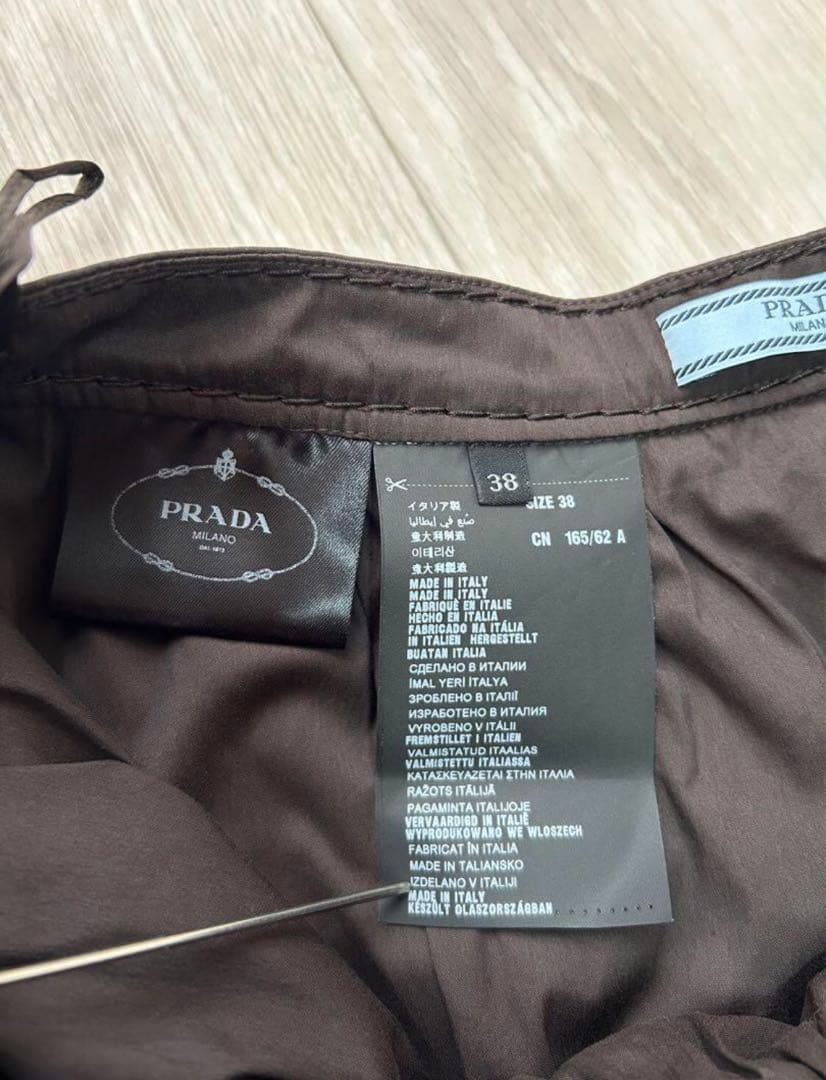 PRADA
MILANO
PRADA
MILANO
DAL 1913
38
イタリア製
SIZE 38
صنع في إيطاليا
意大利制造
CN 165/62 A
이태리산
意大利製造
MADE IN ITALY
MADE IN ITALY
FABRIQUÉ EN ITALIE
HECHO EN ITALIA
FABRICADO NA ITÁLIA
IN ITALIEN HERGESTELLT
BUATAN ITALIA
СДЕЛАНО В ИТАЛИИ
İMAL YERİ İTALYA
ЗРОБЛЕНО В ІТАЛІЇ
ИЗРАБОТЕНО В ИТАЛИЯ
VYROBENO V ITÁLII
FREMSTILLET I ITALIEN
VALMISTATUD ITAALIAS
VALMISTETTU ITALIASSA
ΚΑΤΑΣΚΕΥΑΖΕΤΑΙ ΣΤΗΝ ΙΤΑΛΙΑ
RAŽOTS ITĀLIJĀ
PAGAMINTA ITALIJOJE
VERVAARDIGD IN ITALIË
WYPRODUKOWANO WE WLOSZECH
FABRICAT ÎN ITALIA
MADE IN TALIANSKO
IZDELANO V ITALIJI
MADE IN ITALY
KÉSZÜLT OLASZORSZÁGBAN